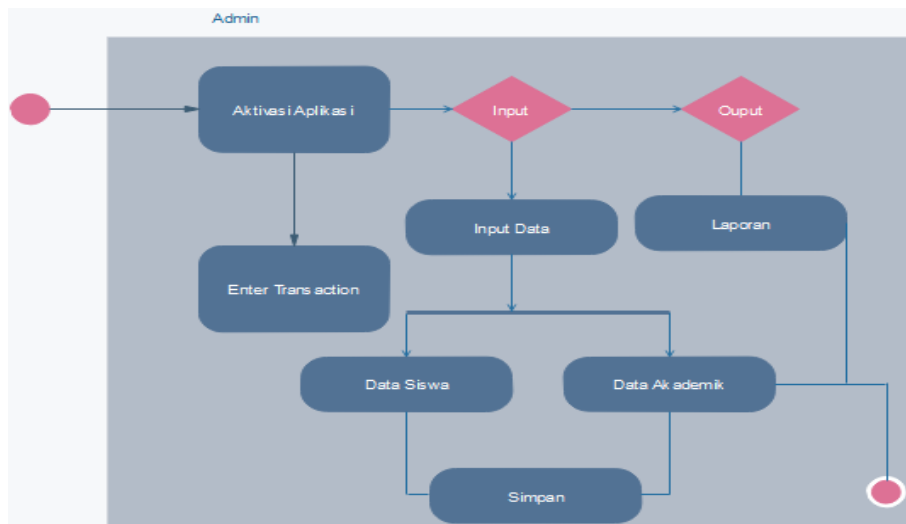 Admin
Aktivasi Aplikasi
Input
Ouput
Input Data
Laporan
Enter Transaction
Data Siswa
Data Akademik
Simpan